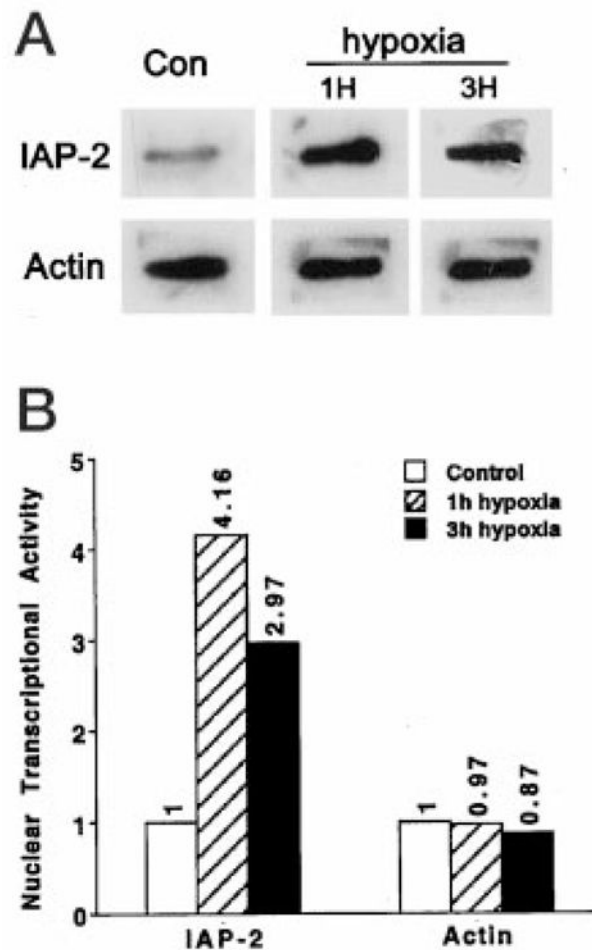 A
Con
hypoxia
1H 3H
IAP-2
Actin
B
Nuclear Transcriptional Activity
5
4
3
2
1
0
Control
1h hypoxia
3h hypoxia
1
4.16
2.97
1
0.97
0.87
IAP-2
Actin